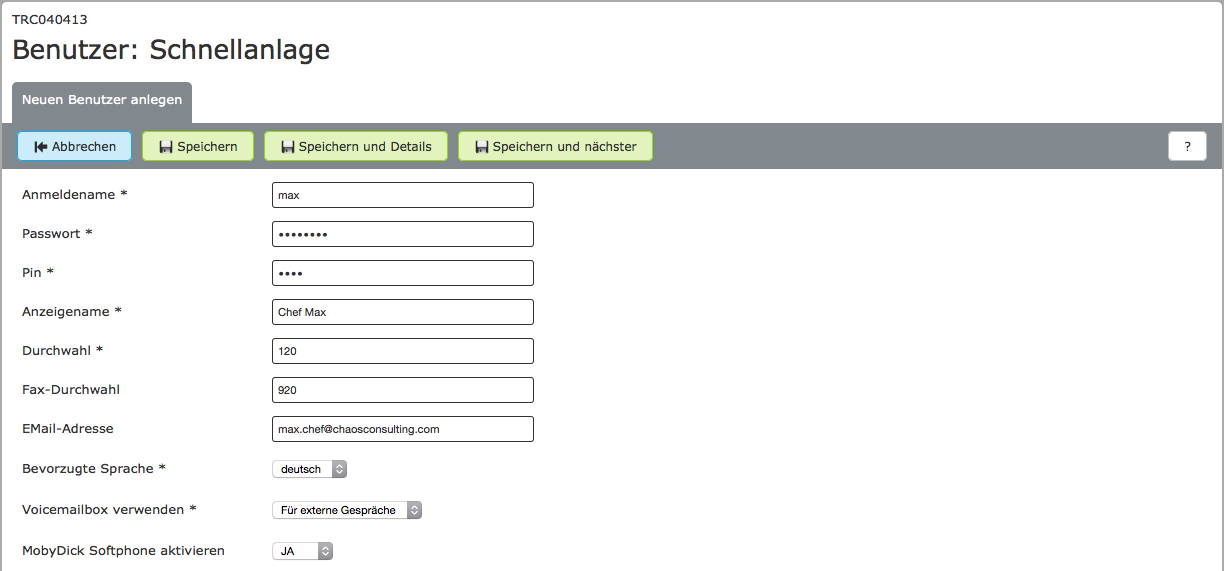 TRC040413
Benutzer: Schnellanlage
Neuen Benutzer anlegen
Abbrechen Speichern Speichern und Details Speichern und nächster ?
Anmeldename * max
Passwort * ••••••••
Pin * ••••
Anzeigename * Chef Max
Durchwahl * 120
Fax-Durchwahl 920
EMail-Adresse max.chef@chaosconsulting.com
Bevorzugte Sprache * deutsch
Voicemailbox verwenden * Für externe Gespräche
MobyDick Softphone aktivieren JA